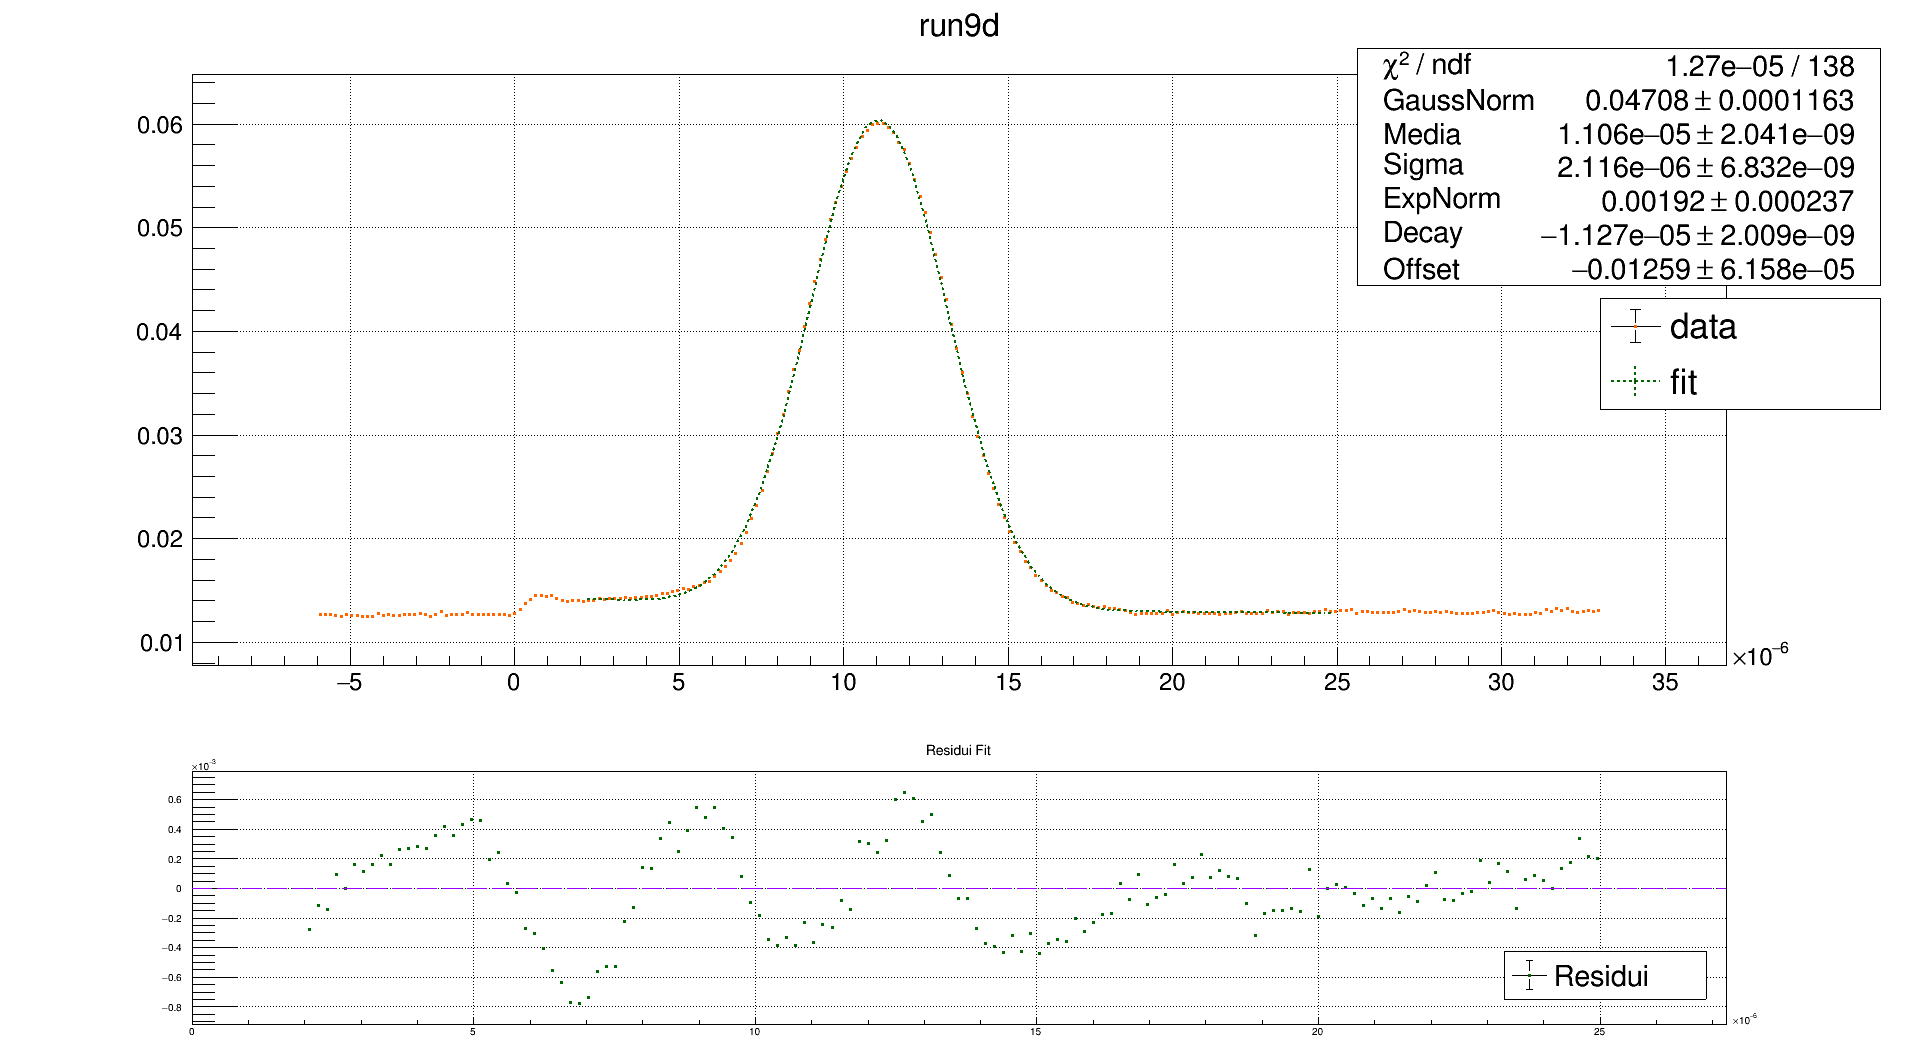 run9d
χ² / ndf 1.27e−05 / 138
GaussNorm 0.04708 ± 0.0001163
Media 1.106e−05 ± 2.041e−09
Sigma 2.116e−06 ± 6.832e−09
ExpNorm 0.00192 ± 0.000237
Decay −1.127e−05 ± 2.009e−09
Offset −0.01259 ± 6.158e−05
data
fit
0.06
0.05
0.04
0.03
0.02
0.01
−5 0 5 10 15 20 25 30 35
×10⁻⁶
Residui Fit
×10⁻³
0.6
0.4
0.2
0
−0.2
−0.4
−0.6
−0.8
Residui
0 5 10 15 20 25
×10⁻⁶